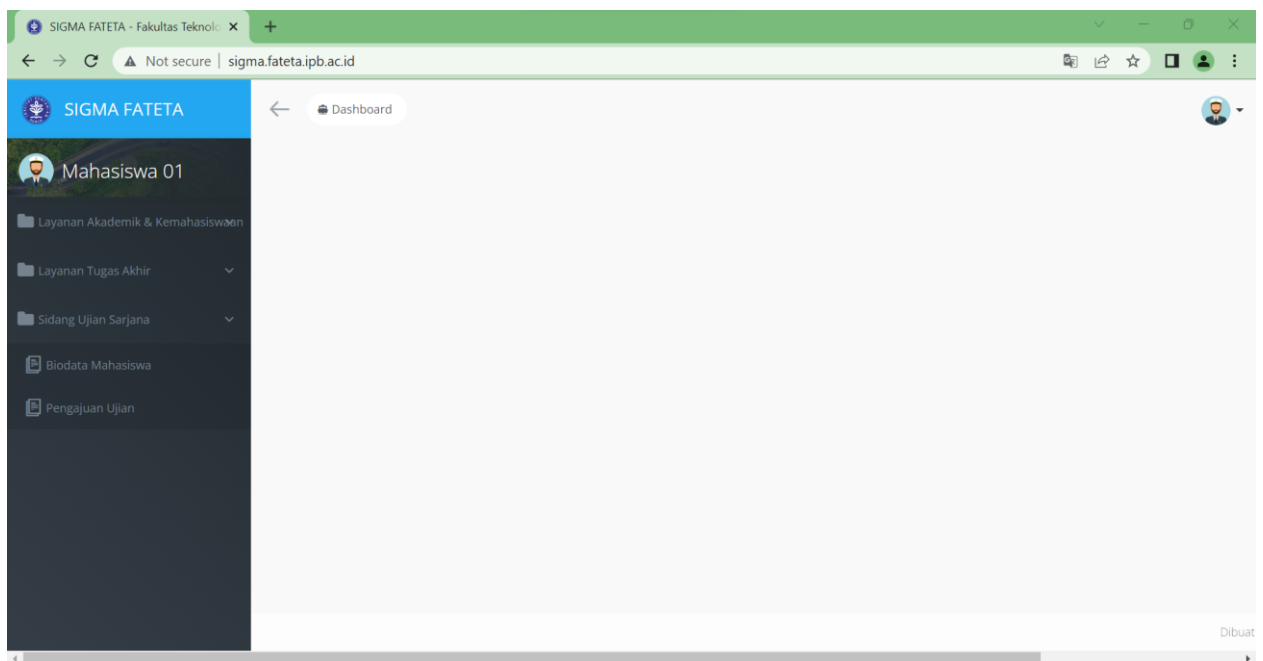 SIGMA FATETA - Fakultas Teknolo
Not secure | sigma.fateta.ipb.ac.id
SIGMA FATETA
Dashboard
Mahasiswa 01
Layanan Akademik & Kemahasiswaan
Layanan Tugas Akhir
Sidang Ujian Sarjana
Biodata Mahasiswa
Pengajuan Ujian
Dibuat